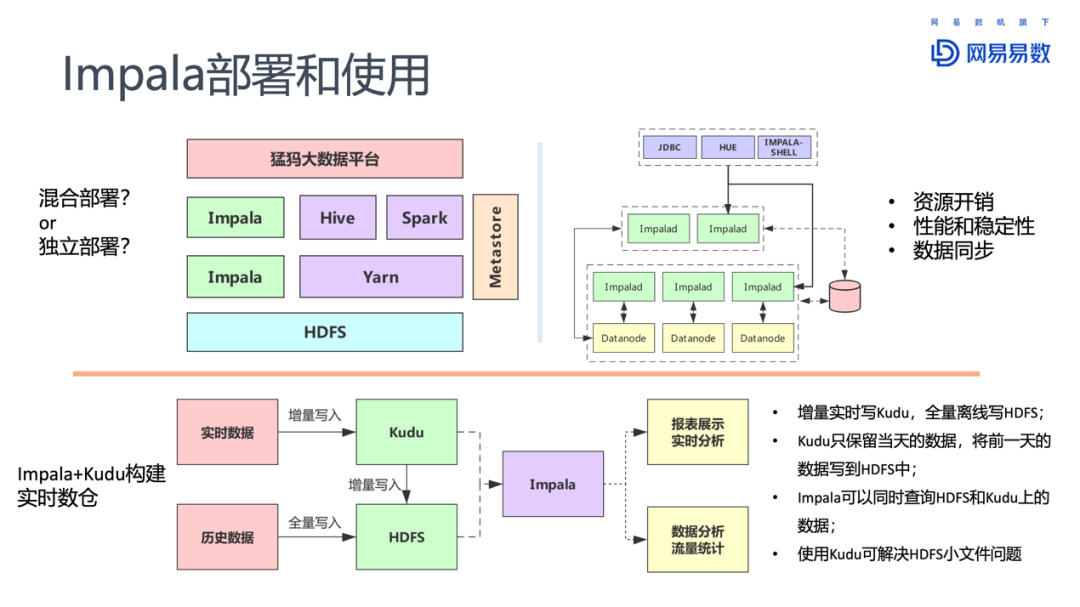 网易数帆旗下
网易易数
Impala部署和使用
混合部署?
or
独立部署?
猛犸大数据平台
Impala
Hive
Spark
Impala
Yarn
Metastore
HDFS
JDBC
HUE
IMPALA-
SHELL
Impalad
Impalad
Impalad
Impalad
Impalad
Datanode
Datanode
Datanode
• 资源开销
• 性能和稳定性
• 数据同步
Impala+Kudu构建
实时数仓
实时数据
增量写入
Kudu
增量写入
历史数据
全量写入
HDFS
Impala
报表展示
实时分析
数据分析
流量统计
• 增量实时写Kudu，全量离线写HDFS；
• Kudu只保留当天的数据，将前一天的
数据写到HDFS中；
• Impala可以同时查询HDFS和Kudu上的
数据；
• 使用Kudu可解决HDFS小文件问题